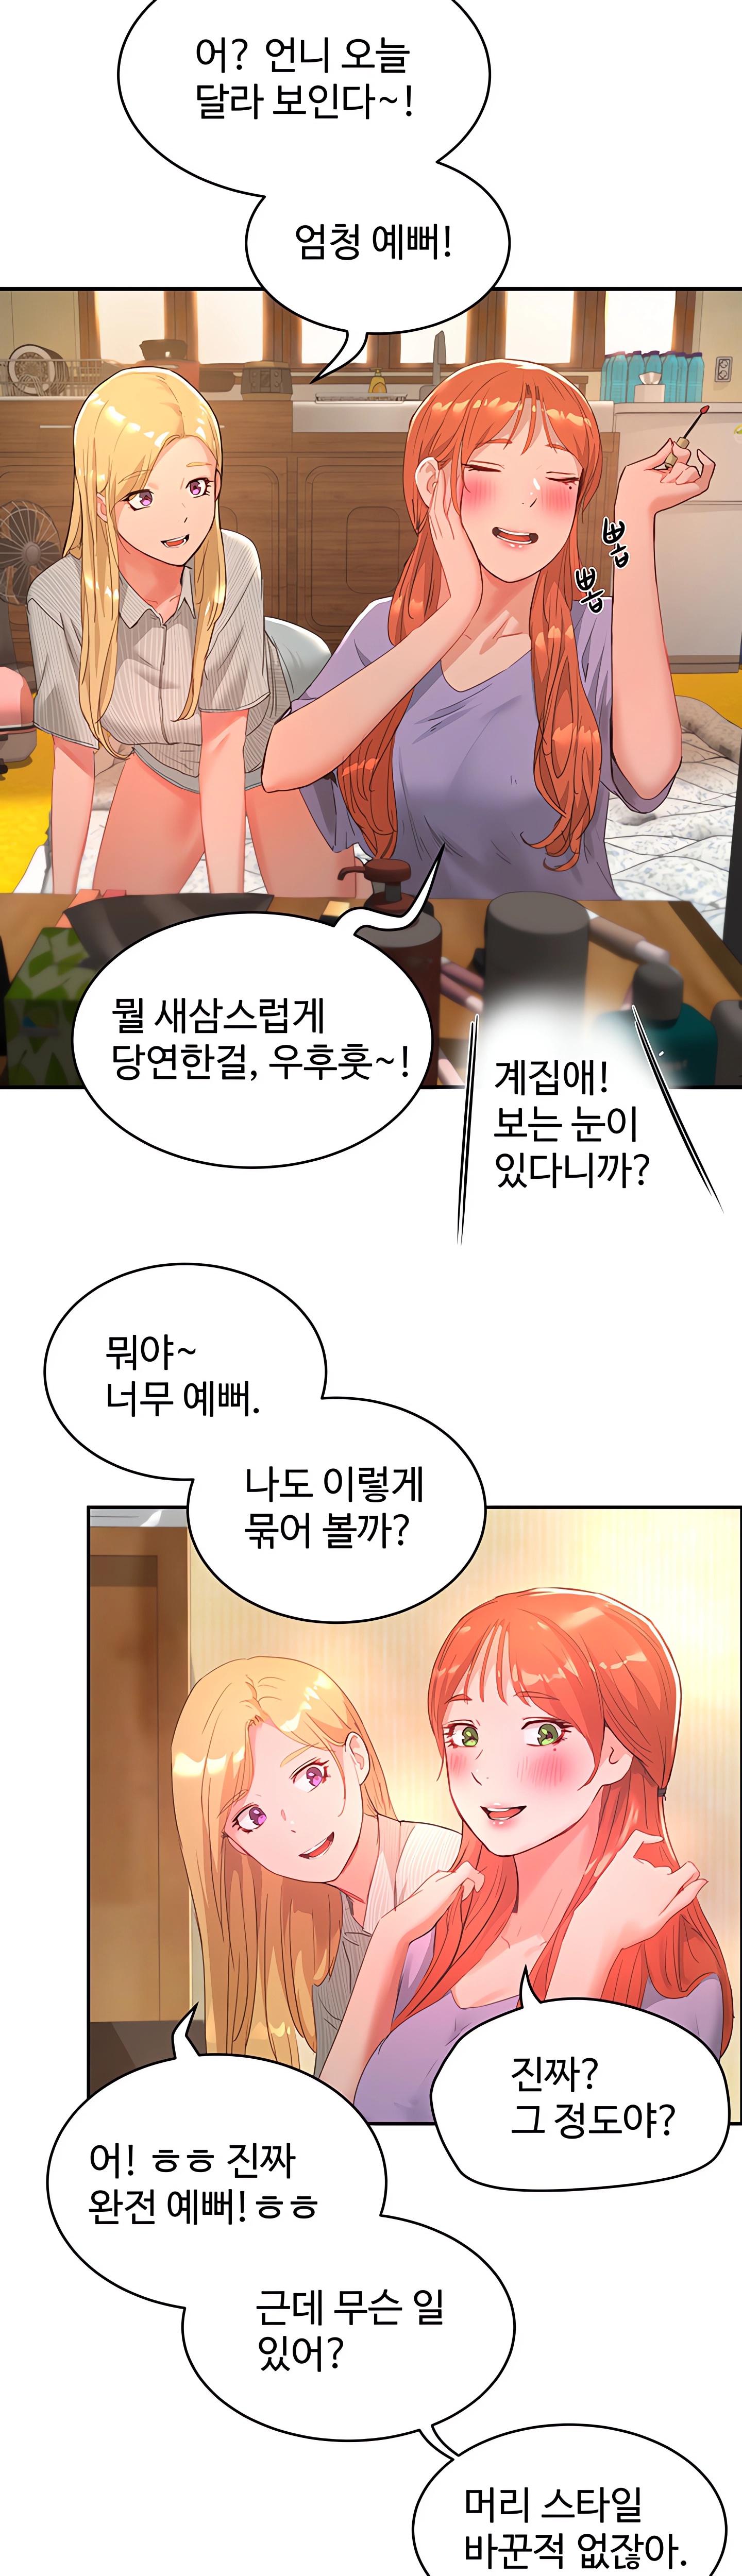 어? 언니 오늘
달라 보인다~!
엄청 예뻐!
뽑
뽑
뭘 새삼스럽게
당연한걸, 우후훗~!
계집애!
보는 눈이
있다니까?
뭐야~
너무 예뻐.
나도 이렇게
묶어 볼까?
진짜?
그 정도야?
어! ㅎㅎ 진짜
완전 예뻐! ㅎㅎ
근데 무슨 일
있어?
머리 스타일
바꾼적 없잖아.